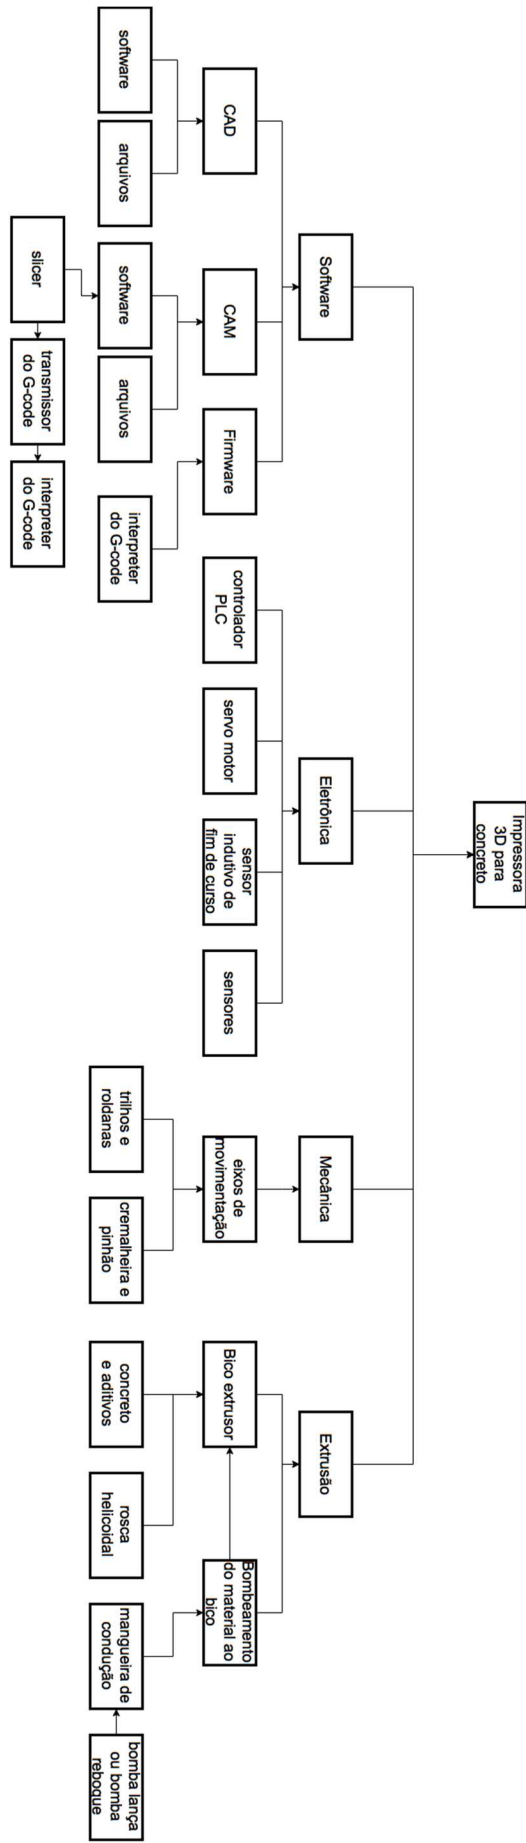 Impressora
3D para
concreto
Software
Eletrônica
Mecânica
Extrusão
CAD
CAM
Firmware
controlador
PLC
servo motor
sensor
indutivo de
fim de curso
sensores
eixos de
movimentação
Bico extrusor
Bombeamento
do material ao
bico
software
arquivos
software
arquivos
interpreter
do G-code
trilhos e
roldanas
cremalheira e
pinhão
concreto
e aditivos
rosca
helicoidal
mangueira de
condução
bomba lança
ou bomba
reboque
slicer
transmissor
do G-code
interpreter
do G-code